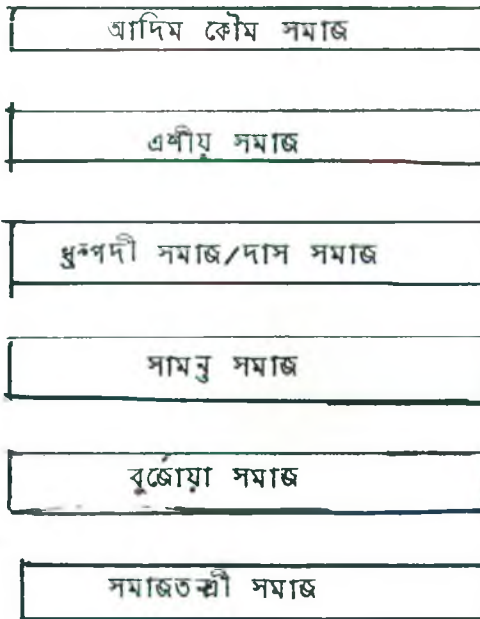 আদিম কৌম সমাজ
এশীয় সমাজ
ধ্রুপদী সমাজ/দাস সমাজ
সামন্ত সমাজ
বুর্জোয়া সমাজ
সমাজতন্ত্রী সমাজ